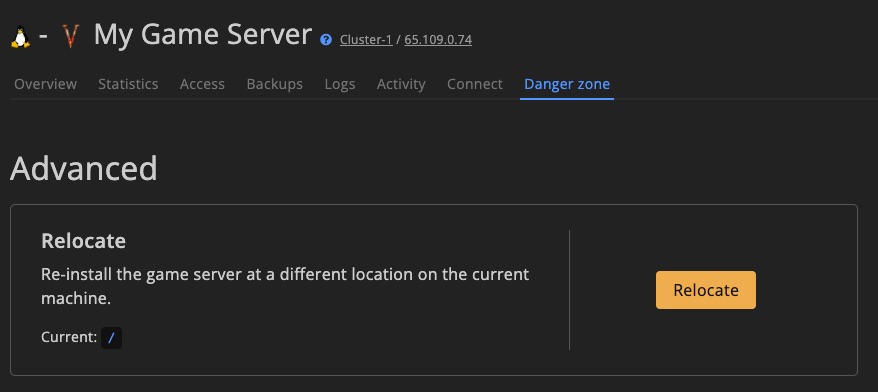 - My Game Server ? Cluster-1 / 65.109.0.74
Overview Statistics Access Backups Logs Activity Connect Danger zone
Advanced
Relocate
Re-install the game server at a different location on the current
machine.
Relocate
Current: /